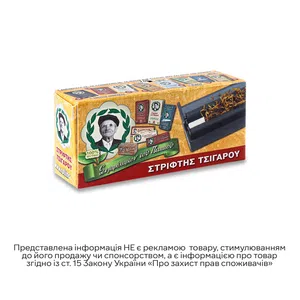 ΣΤΡΙΦΤΗΣ ΤΣΙΓΑΡΟΥ
Представлена інформація НЕ є рекламою товару, стимулюванням
до його продажу чи спонсорством, а є інформацією про товар
згідно із ст. 15 Закону України «Про захист прав споживачів»